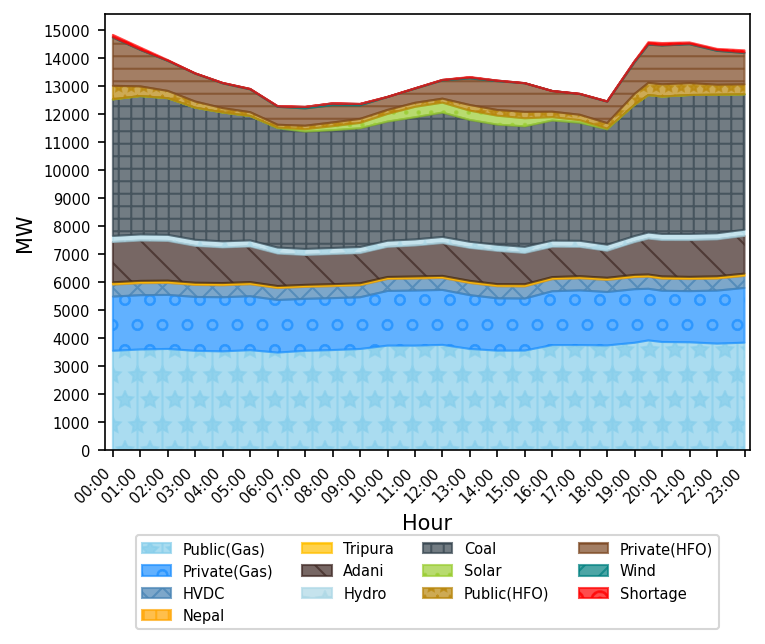 15000
14000
13000
12000
11000
10000
9000
8000
7000
6000
5000
4000
3000
2000
1000
0
MW
00:00
01:00
02:00
03:00
04:00
05:00
06:00
07:00
08:00
09:00
10:00
11:00
12:00
13:00
14:00
15:00
16:00
17:00
18:00
19:00
20:00
21:00
22:00
23:00
Hour
Public(Gas)
Private(Gas)
HVDC
Nepal
Tripura
Adani
Hydro
Coal
Solar
Public(HFO)
Private(HFO)
Wind
Shortage